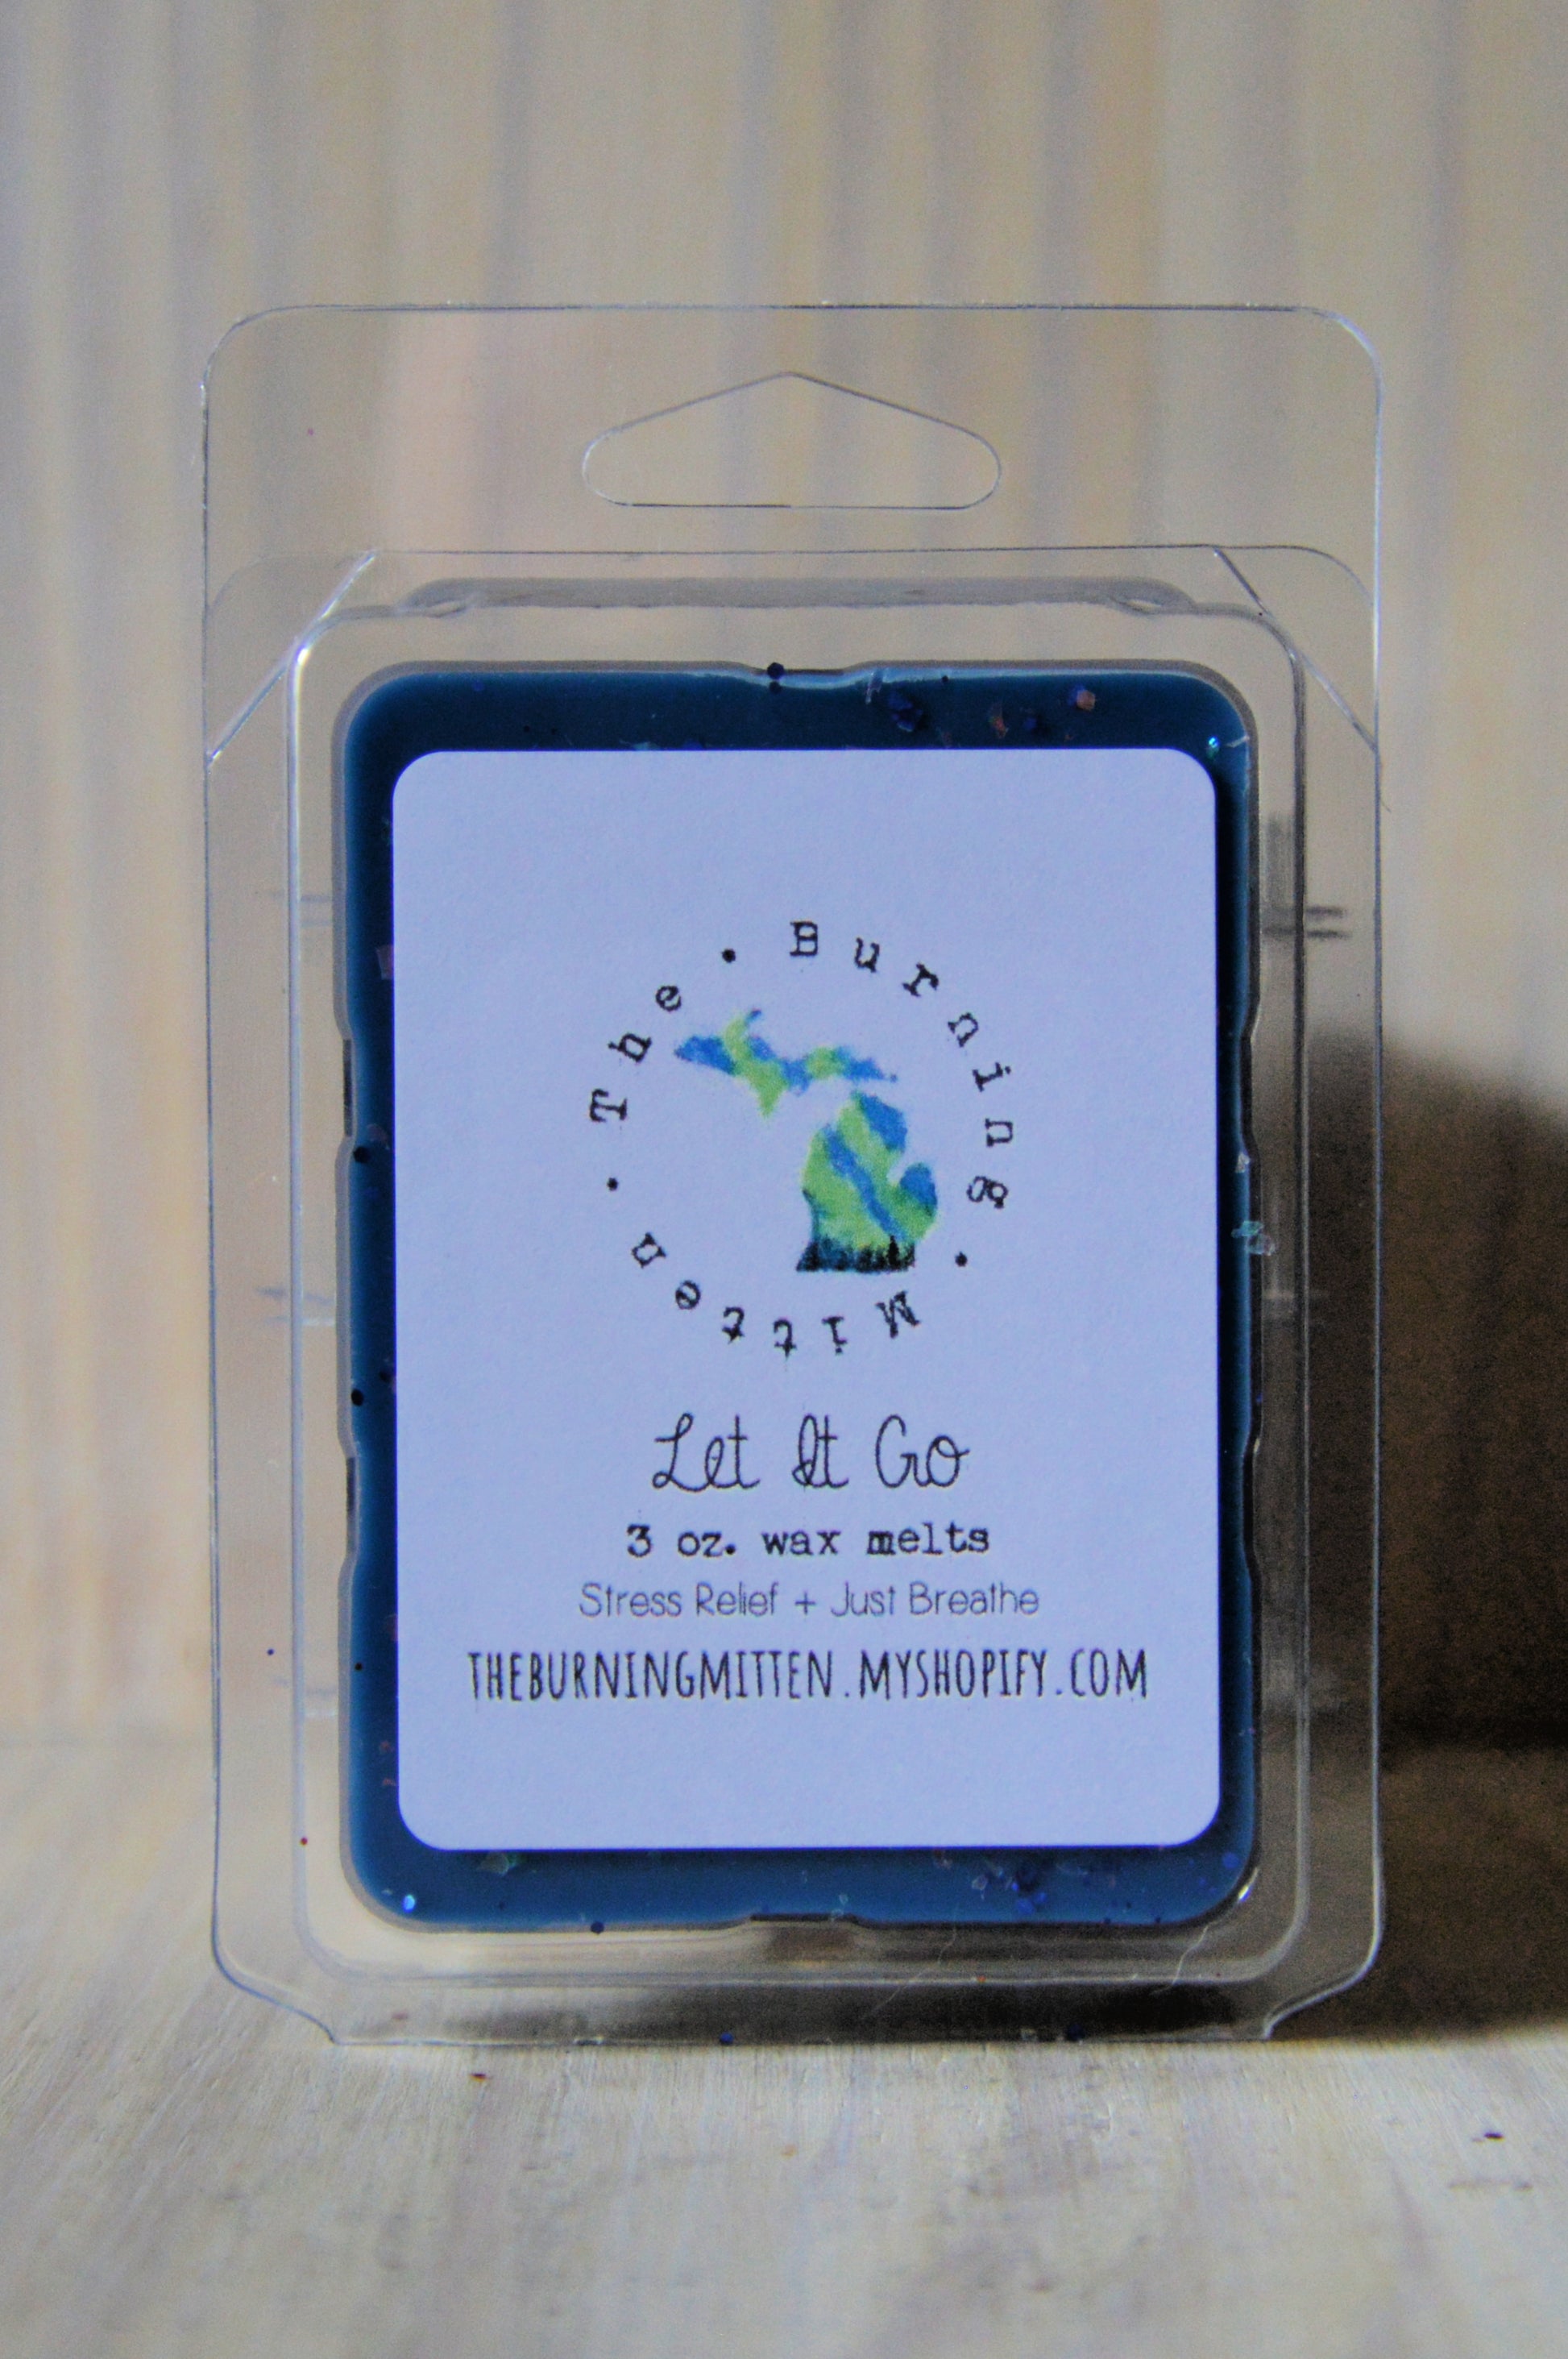 The • Burning • Mitten •
Let It Go
3 oz. wax melts
Stress Relief + Just Breathe
THEBURNINGMITTEN.MYSHOPIFY.COM